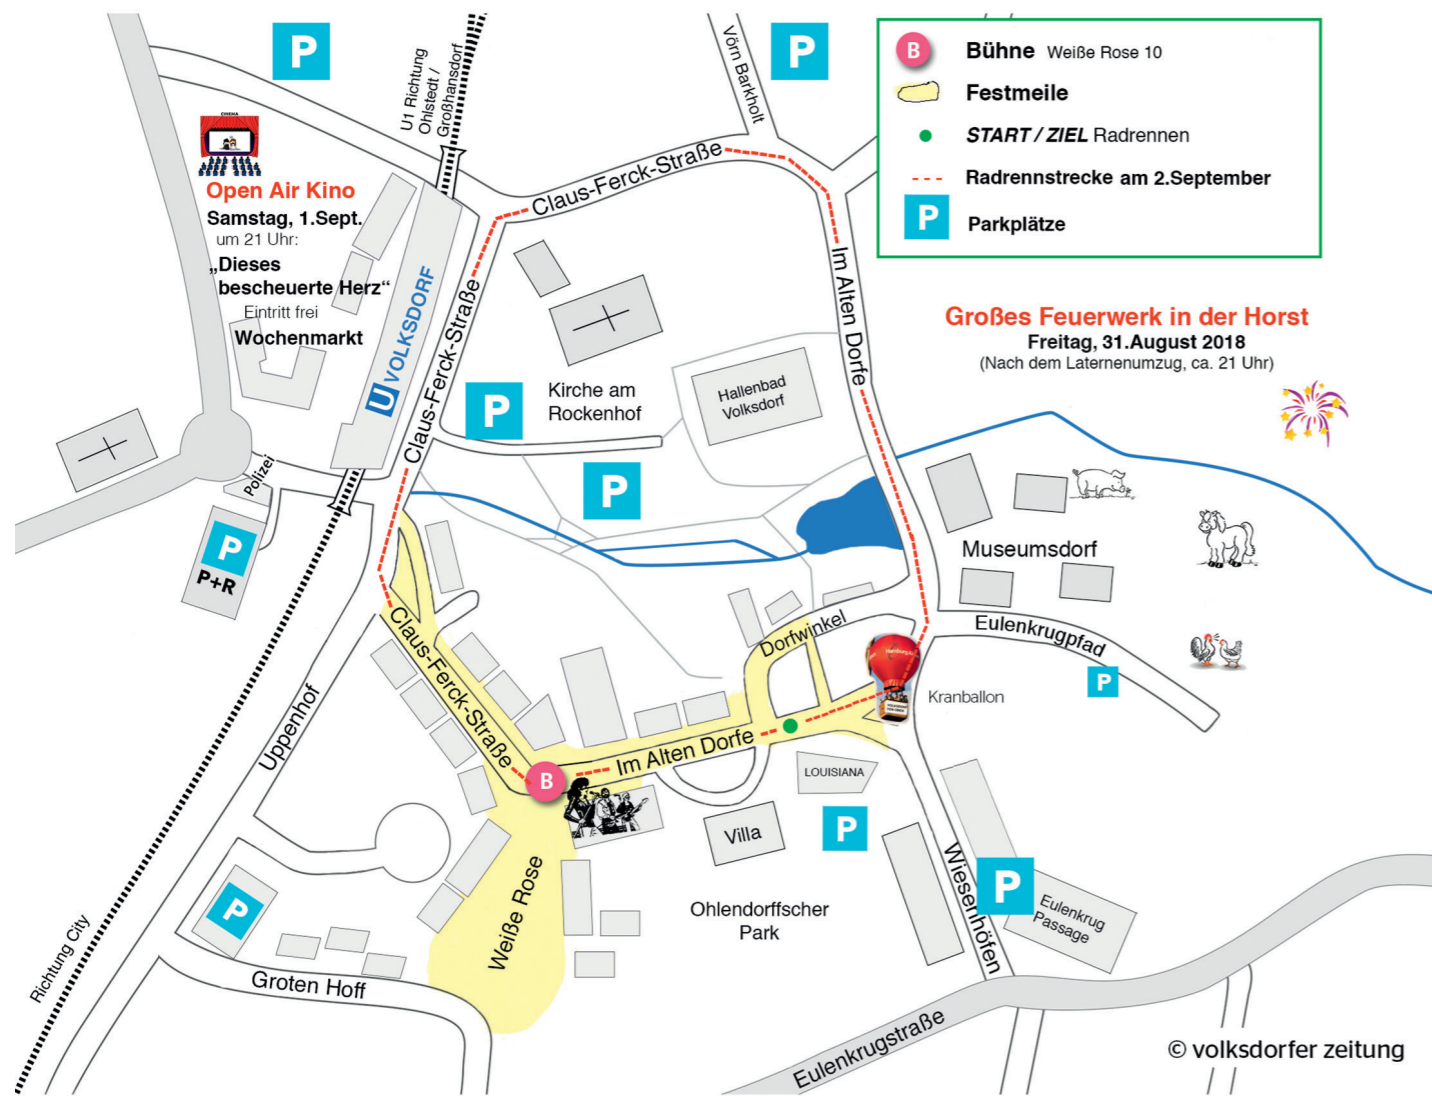 P
P
U1 Richtung
Ohlstedt /
Großhansdorf
Vörn Barkholt
B
Bühne Weiße Rose 10
Festmeile
START / ZIEL Radrennen
Radrennstrecke am 2.September
P
Parkplätze
CINEMA
Open Air Kino
Samstag, 1.Sept.
um 21 Uhr:
„Dieses
bescheuerte Herz“
Eintritt frei
Wochenmarkt
Claus-Ferck-Straße
Claus-Ferck-Straße
U VOLKSDORF
Im Alten Dorfe
Großes Feuerwerk in der Horst
Freitag, 31.August 2018
(Nach dem Laternenumzug, ca. 21 Uhr)
Kirche am
Rockenhof
Hallenbad
Volksdorf
P
P
Polizei
P
P+R
Museumsdorf
Eulenkrugpfad
P
Dorfwinkel
Kranballon
Claus-Ferck-Straße
Im Alten Dorfe
B
LOUISIANA
Villa
P
Uppenhof
Weiße Rose
P
Ohlendorffscher
Park
Wiesenhöfen
P
Eulenkrug
Passage
Richtung City
Groten Hoff
Eulenkrugstraße
© volksdorfer zeitung